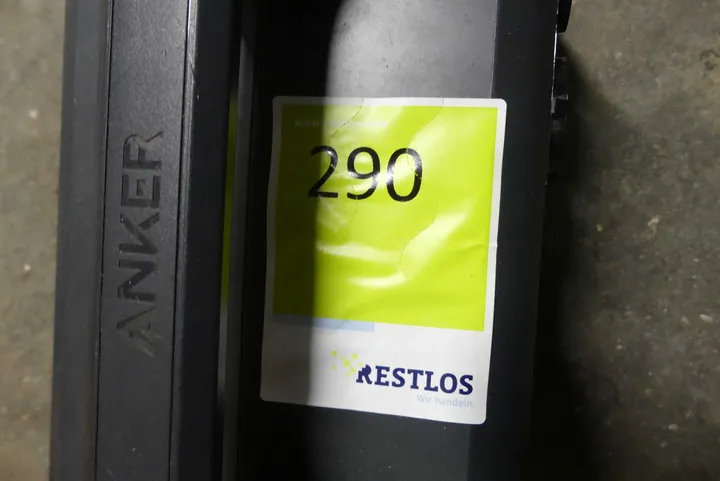 ANKER
290
RESTLOS
Wir handeln.